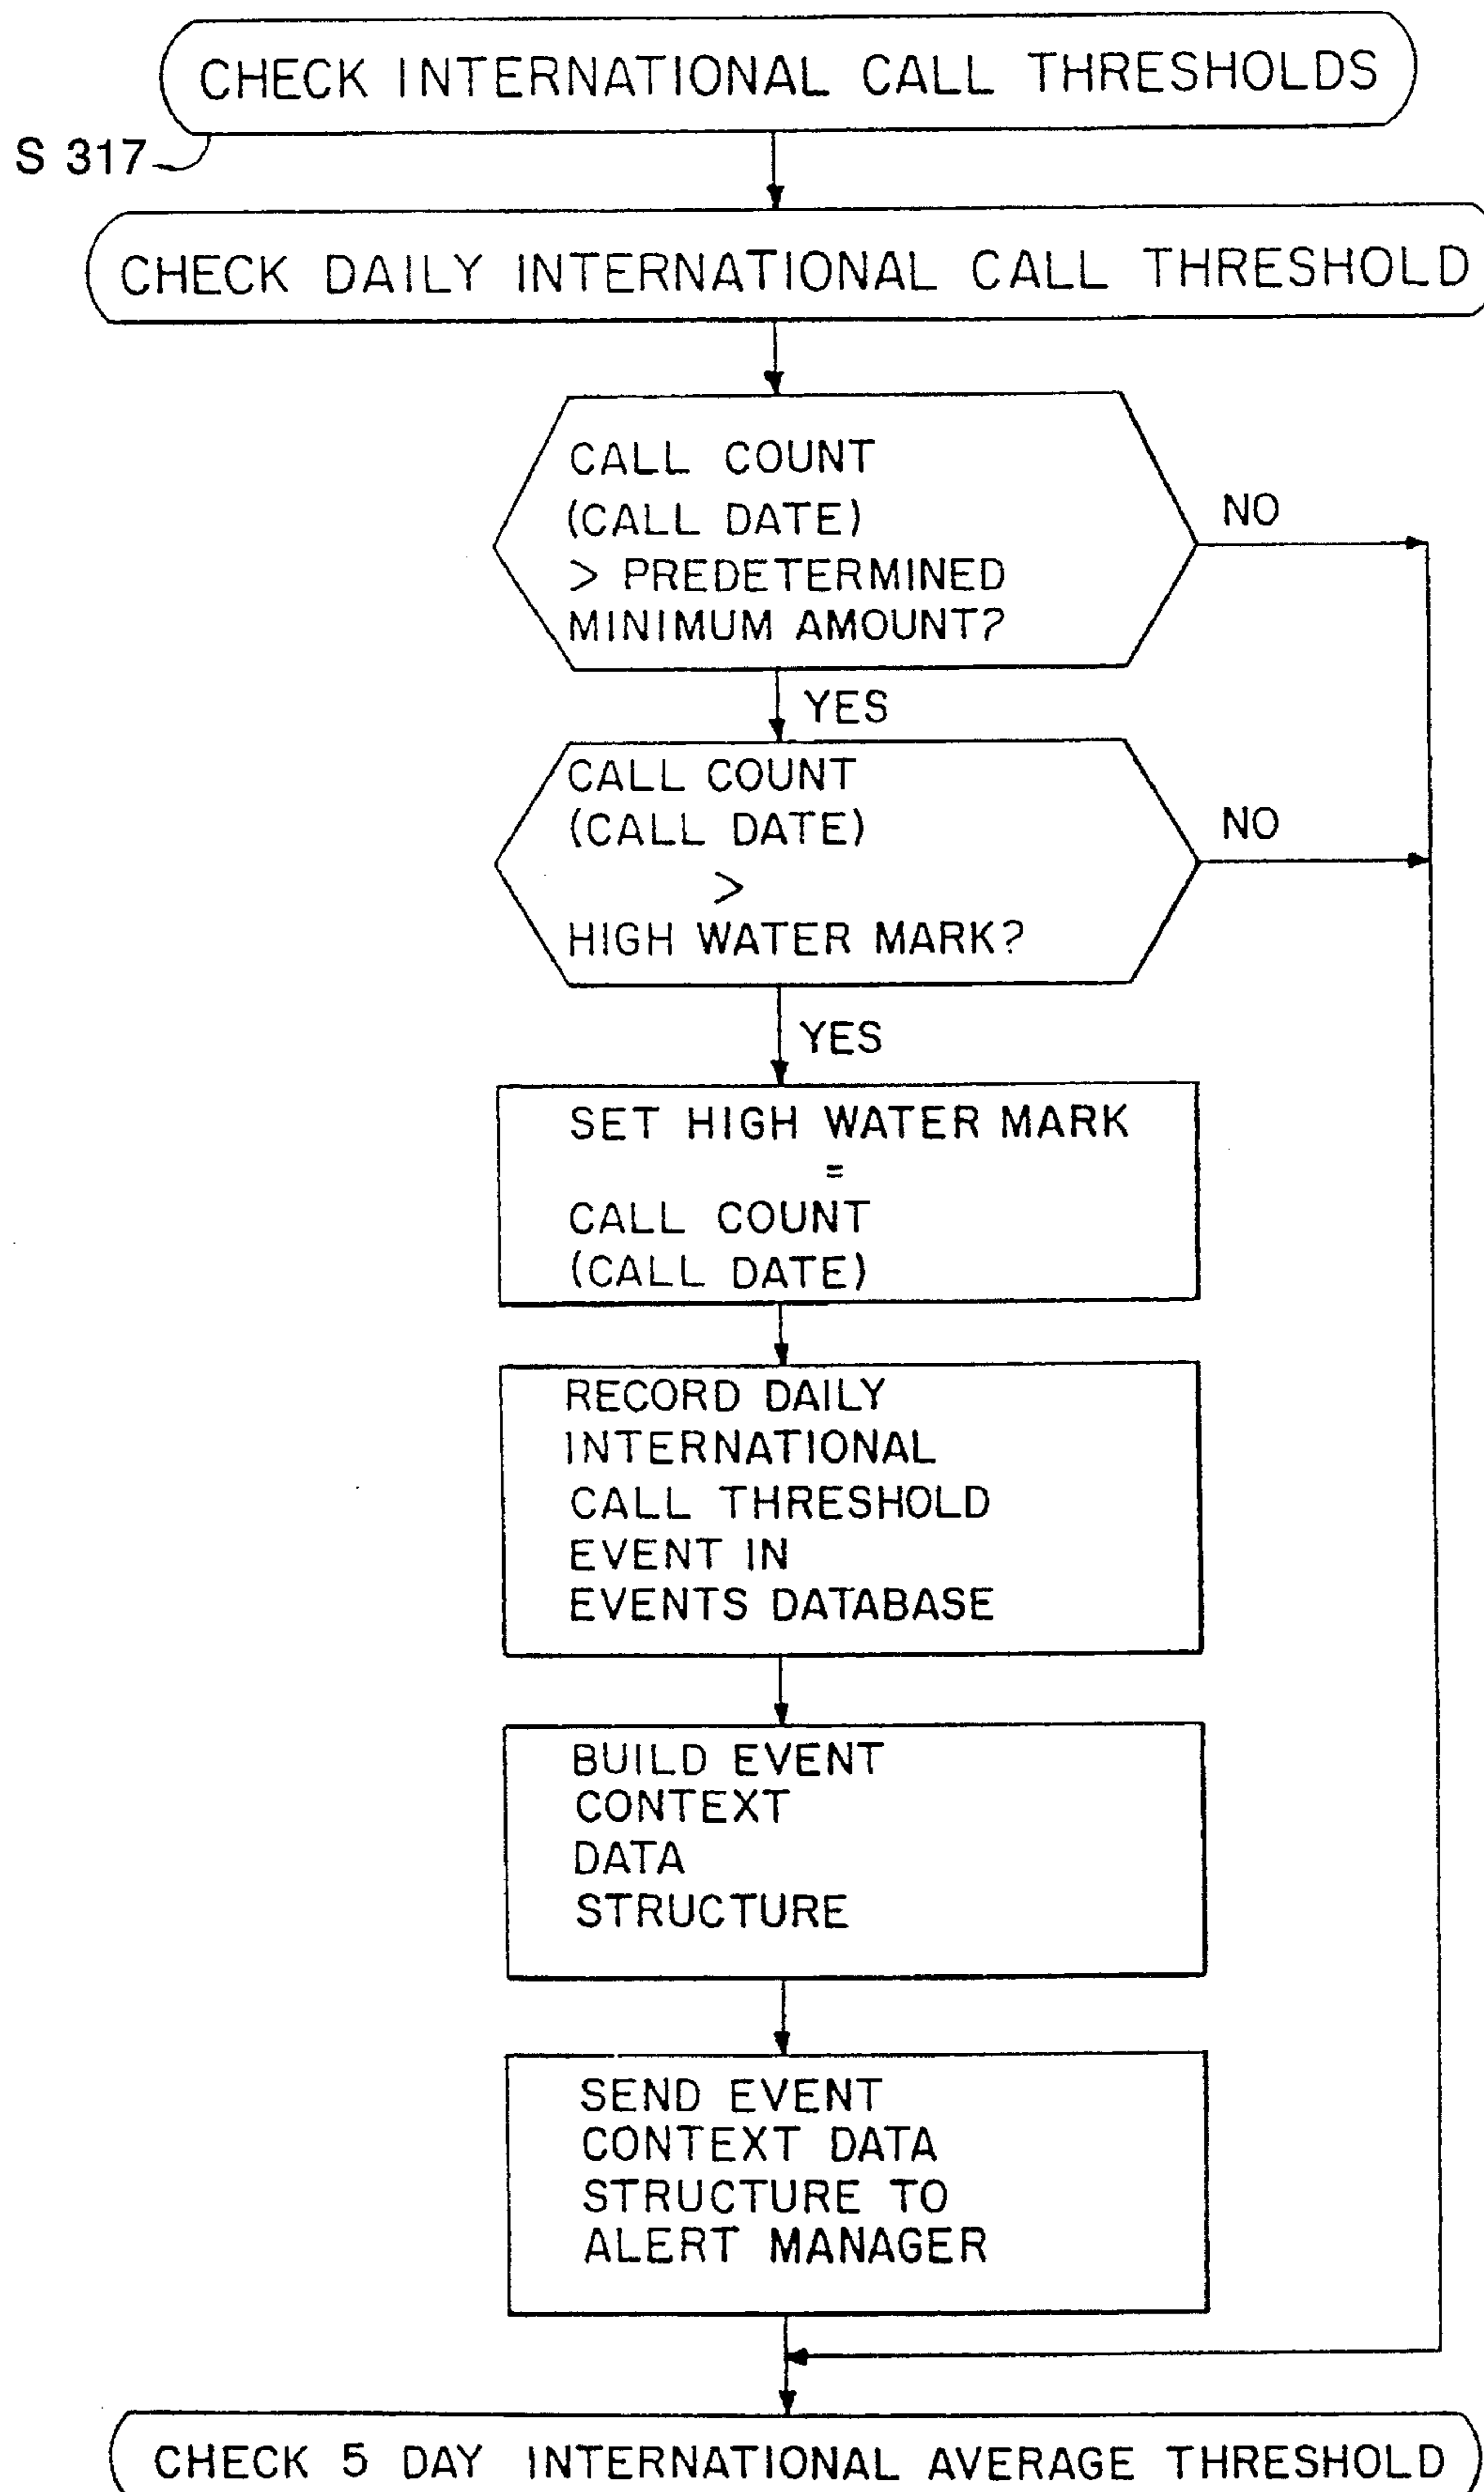 CHECK INTERNATIONAL CALL THRESHOLDS
S 317
CHECK DAILY INTERNATIONAL CALL THRESHOLD
CALL COUNT
(CALL DATE)
> PREDETERMINED
MINIMUM AMOUNT?
NO
YES
CALL COUNT
(CALL DATE)
>
HIGH WATER MARK?
NO
YES
SET HIGH WATER MARK
=
CALL COUNT
(CALL DATE)
RECORD DAILY
INTERNATIONAL
CALL THRESHOLD
EVENT IN
EVENTS DATABASE
BUILD EVENT
CONTEXT
DATA
STRUCTURE
SEND EVENT
CONTEXT DATA
STRUCTURE TO
ALERT MANAGER
CHECK 5 DAY INTERNATIONAL AVERAGE THRESHOLD